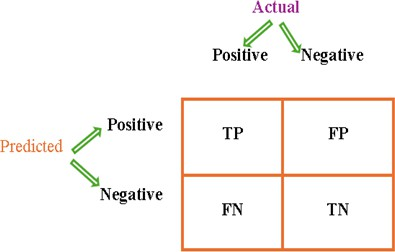 Actual
Positive Negative
Positive TP FP
Predicted
Negative FN TN